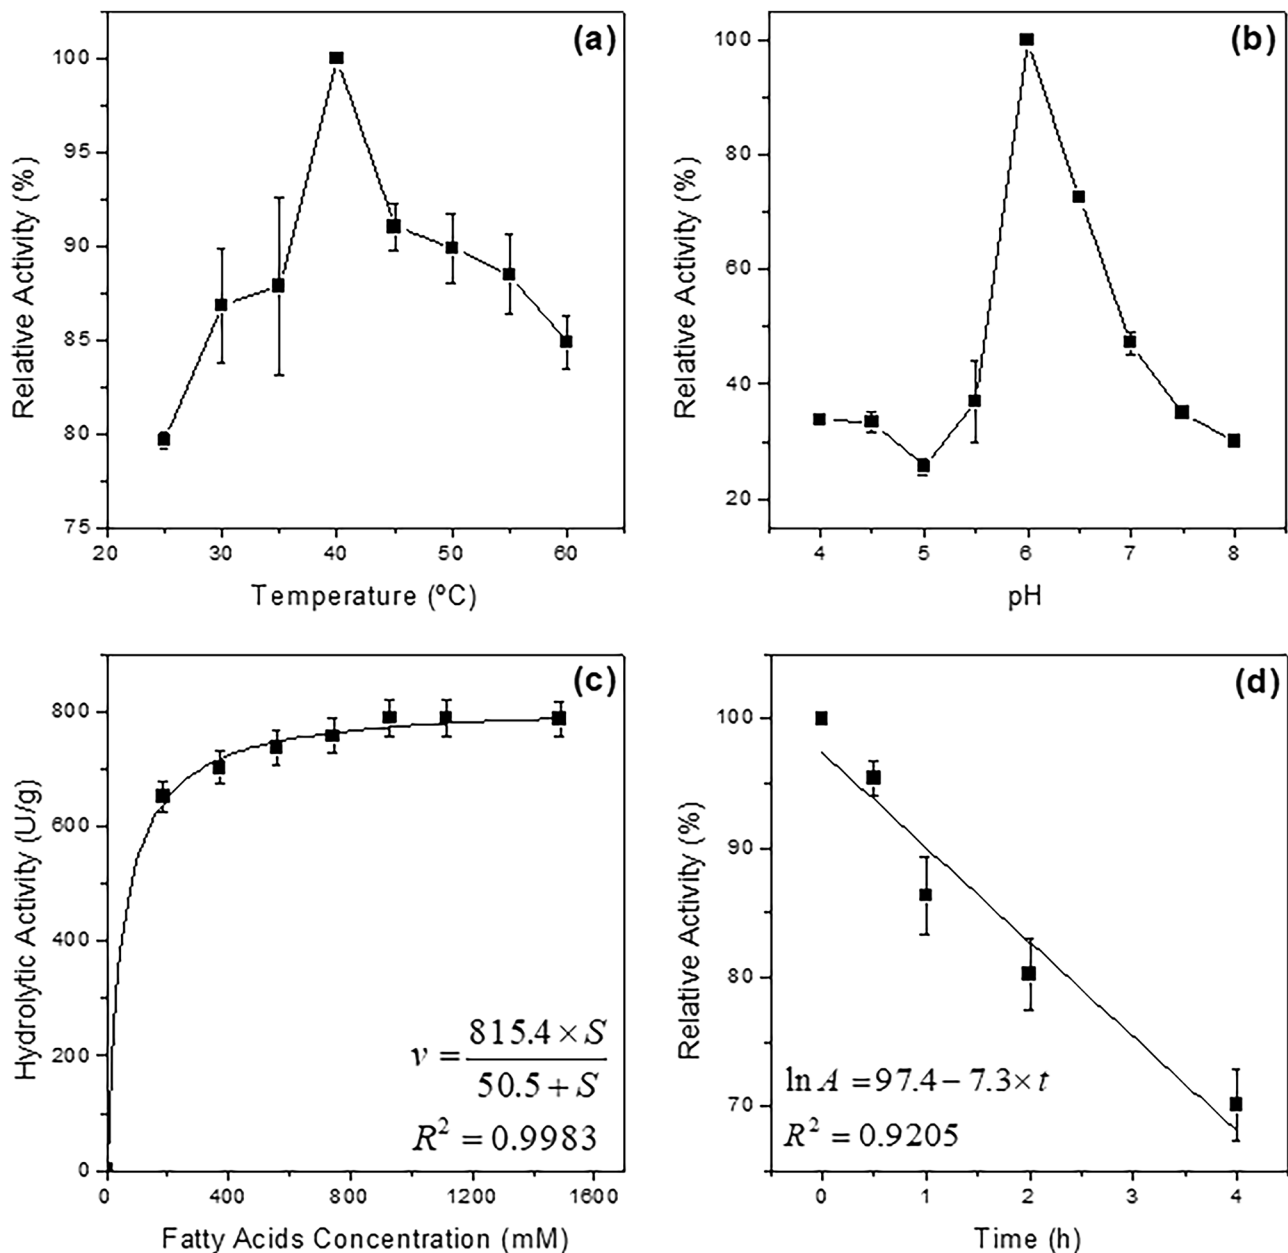 (a)
Relative Activity (%)
100
95
90
85
80
75
20
30
40
50
60
Temperature (ºC)
(b)
Relative Activity (%)
100
80
60
40
20
4
5
6
7
8
pH
(c)
Hydrolytic Activity (U/g)
800
600
400
200
0
v = 815.4 × S / 50.5 + S
R² = 0.9983
0
400
800
1200
1600
Fatty Acids Concentration (mM)
(d)
Relative Activity (%)
100
90
80
70
ln A = 97.4 − 7.3 × t
R² = 0.9205
0
1
2
3
4
Time (h)